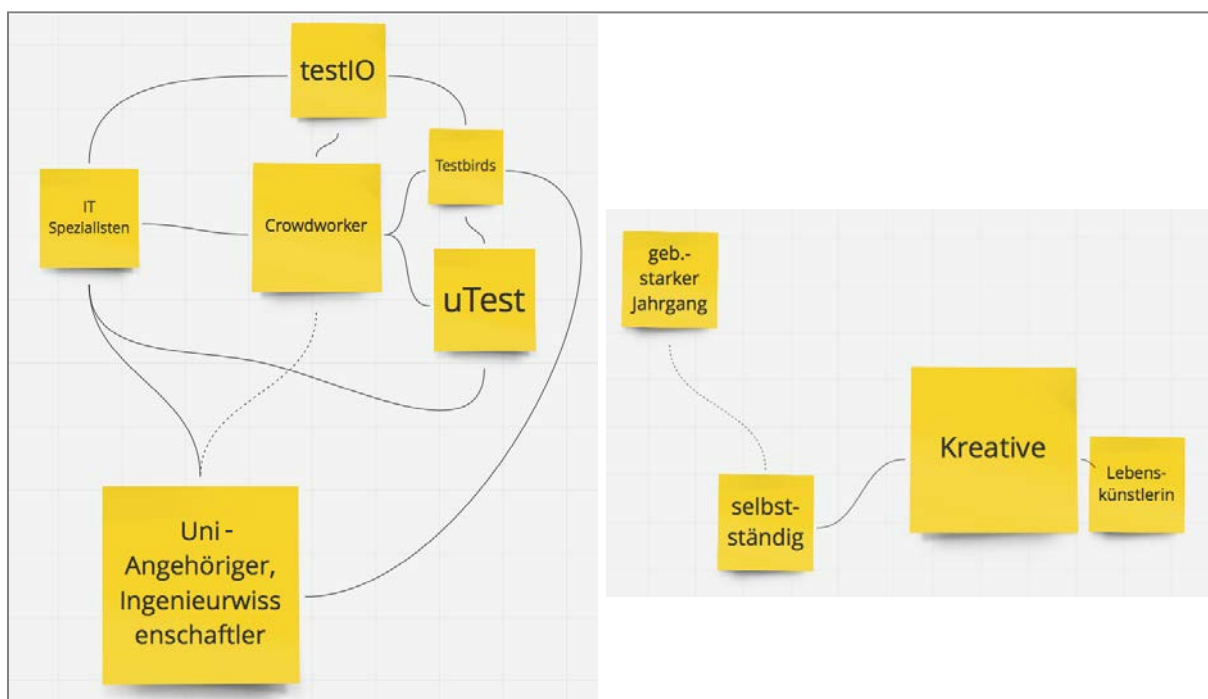 testIO
Testbirds
IT
Spezialisten
Crowdworker
uTest
Uni -
Angehöriger,
Ingenieurwiss
enschaftler
geb.-
starker
Jahrgang
Kreative
selbst-
ständig
Lebens-
künstlerin